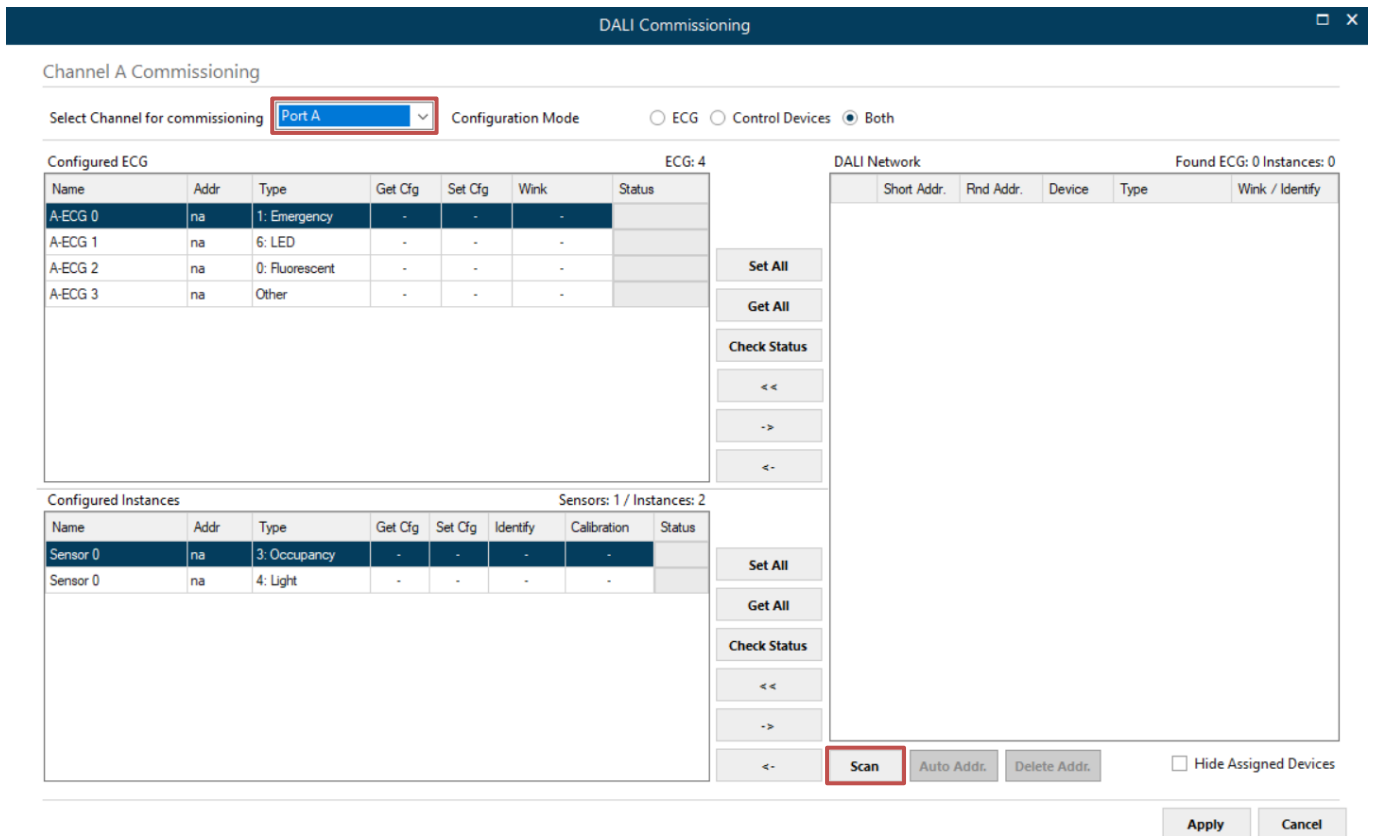 DALI Commissioning
Channel A Commissioning
Select Channel for commissioning Port A Configuration Mode ECG Control Devices Both
Configured ECG ECG: 4
Name Addr Type Get Cfg Set Cfg Wink Status
A-ECG 0 na 1: Emergency - - -
A-ECG 1 na 6: LED - - -
A-ECG 2 na 0: Fluorescent - - -
A-ECG 3 na Other - - -
Set All
Get All
Check Status
<<
->
<-
Configured Instances Sensors: 1 / Instances: 2
Name Addr Type Get Cfg Set Cfg Identify Calibration Status
Sensor 0 na 3: Occupancy - - - -
Sensor 0 na 4: Light - - - -
Set All
Get All
Check Status
<<
->
<-
DALI Network Found ECG: 0 Instances: 0
Short Addr. Rnd Addr. Device Type Wink / Identify
Scan Auto Addr. Delete Addr. Hide Assigned Devices
Apply Cancel